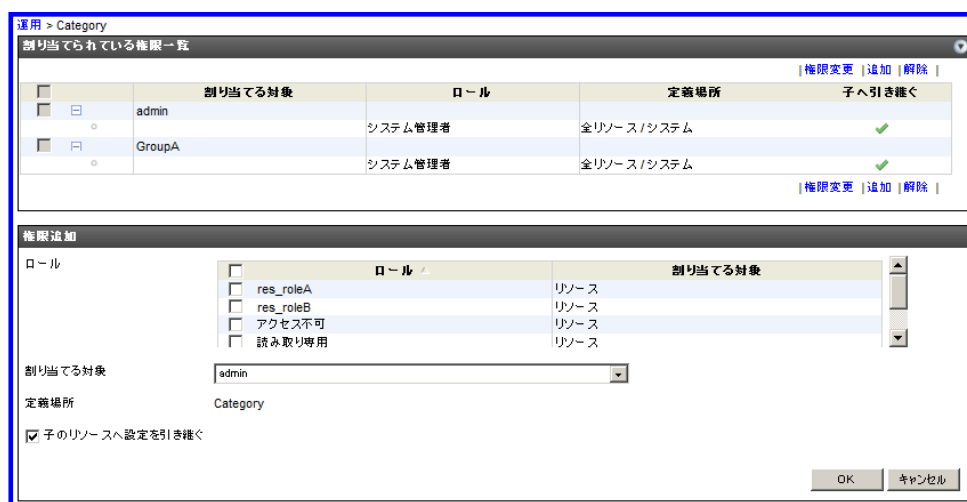 運用 > Category
割り当てられている権限一覧
|権限変更 |追加 |解除 |
割り当てる対象 ロール 定義場所 子へ引き継ぐ
admin
システム管理者 全リソース/システム
GroupA
システム管理者 全リソース/システム
|権限変更 |追加 |解除 |
権限追加
ロール
ロール 割り当てる対象
res_roleA リソース
res_roleB リソース
アクセス不可 リソース
読み取り専用 リソース
割り当てる対象 admin
定義場所 Category
子のリソースへ設定を引き継ぐ
OK キャンセル